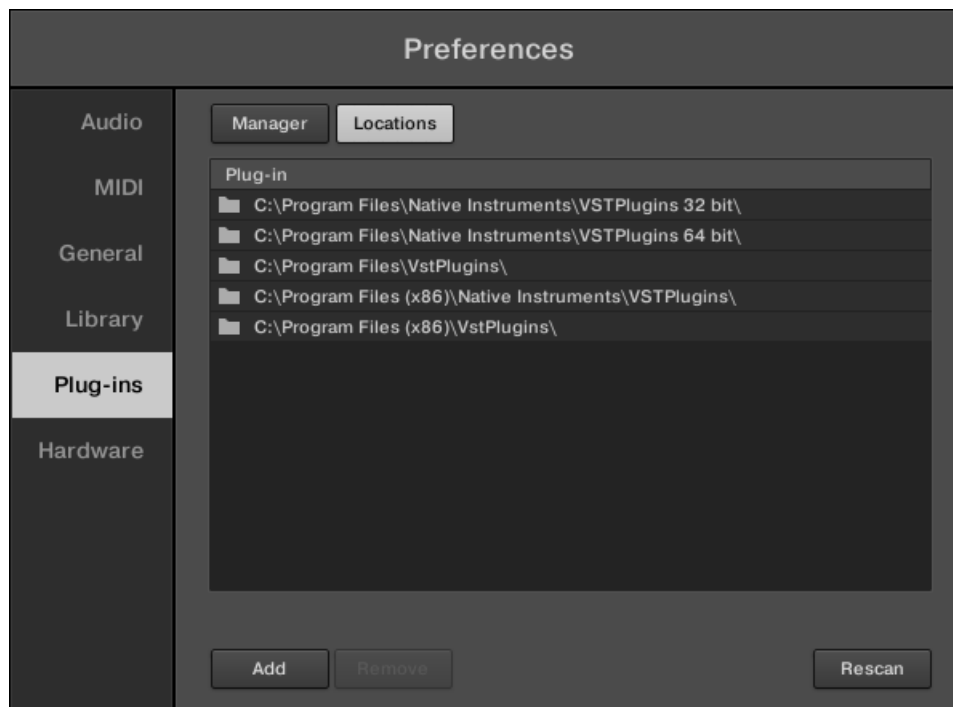 Preferences
Audio
MIDI
General
Library
Plug-ins
Hardware
Manager Locations
Plug-in
C:\Program Files\Native Instruments\VSTPlugins 32 bit\
C:\Program Files\Native Instruments\VSTPlugins 64 bit\
C:\Program Files\VstPlugins\
C:\Program Files (x86)\Native Instruments\VSTPlugins\
C:\Program Files (x86)\VstPlugins\
Add Remove Rescan